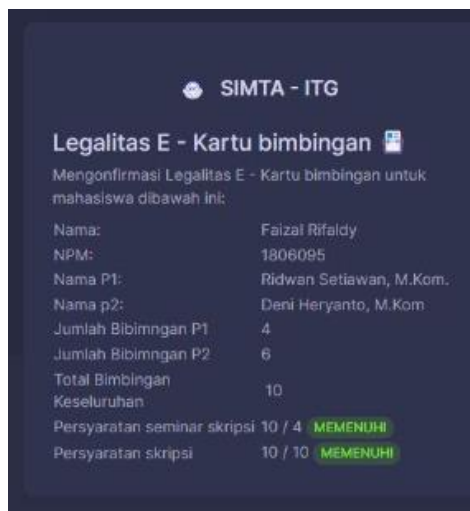 SIMTA - ITG
Legalitas E - Kartu bimbingan
Mengonfirmasi Legalitas E - Kartu bimbingan untuk
mahasiswa dibawah ini:
Nama: Faizal Rifaldy
NPM: 1806095
Nama P1: Ridwan Setiawan, M.Kom.
Nama p2: Deni Heryanto, M.Kom
Jumlah Bibimngan P1 4
Jumlah Bibimngan P2 6
Total Bimbingan
Keseluruhan 10
Persyaratan seminar skripsi 10 / 4 MEMENUHI
Persyaratan skripsi 10 / 10 MEMENUHI